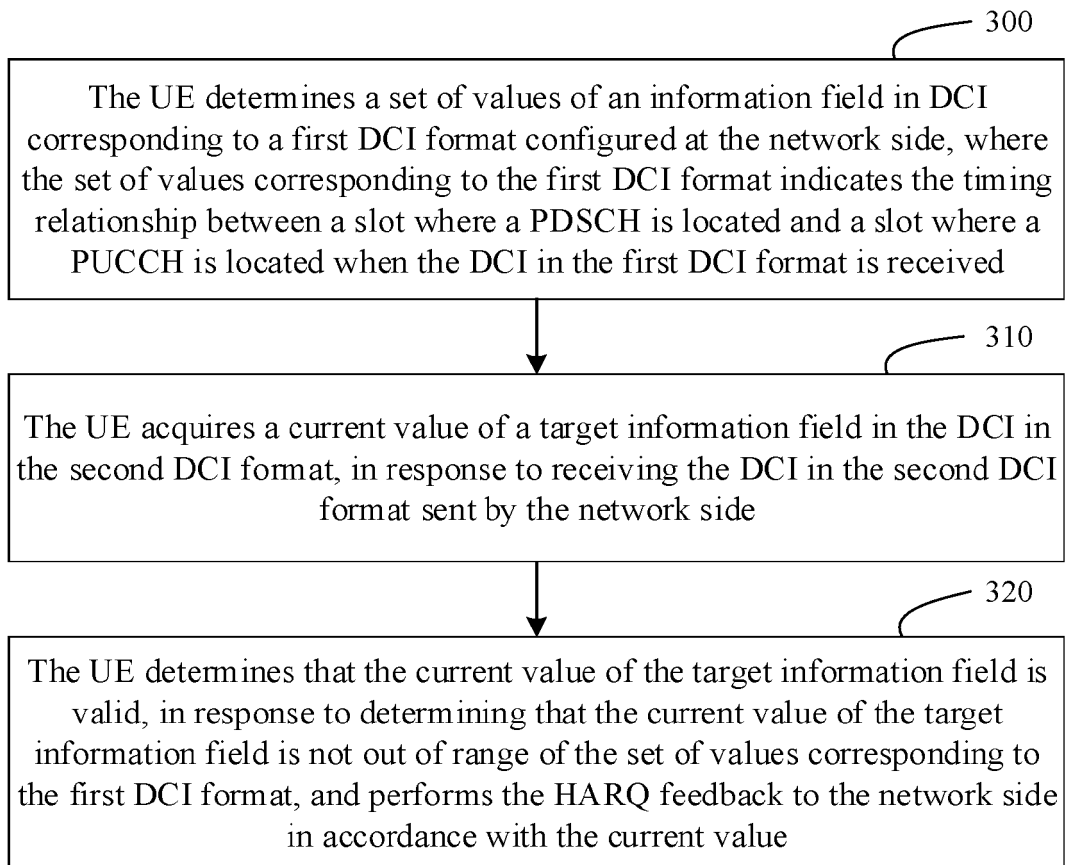 300
The UE determines a set of values of an information field in DCI
corresponding to a first DCI format configured at the network side, where
the set of values corresponding to the first DCI format indicates the timing
relationship between a slot where a PDSCH is located and a slot where a
PUCCH is located when the DCI in the first DCI format is received
310
The UE acquires a current value of a target information field in the DCI in
the second DCI format, in response to receiving the DCI in the second DCI
format sent by the network side
320
The UE determines that the current value of the target information field is
valid, in response to determining that the current value of the target
information field is not out of range of the set of values corresponding to
the first DCI format, and performs the HARQ feedback to the network side
in accordance with the current value